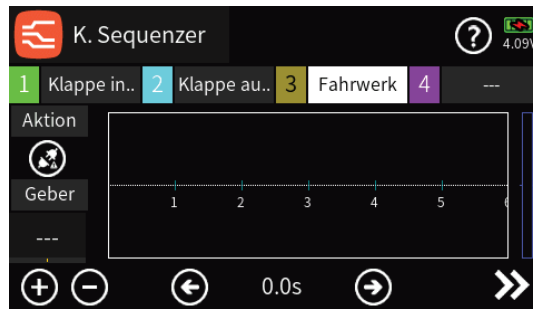 K. Sequenzer
? 4.09V
1 Klappe in.. 2 Klappe au.. 3 Fahrwerk 4 ---
Aktion
Geber
1 2 3 4 5 6
---
0.0s